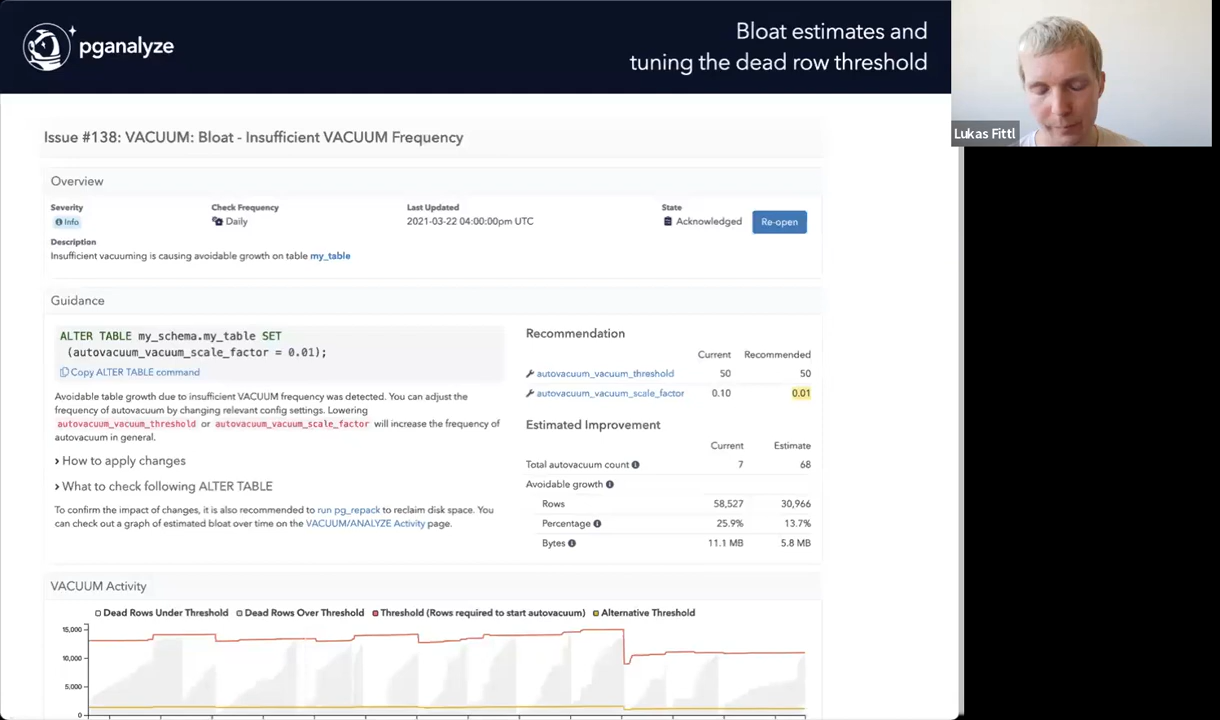 pganalyze
Bloat estimates and
tuning the dead row threshold
Lukas Fittl
Issue #138: VACUUM: Bloat - Insufficient VACUUM Frequency
Overview
Severity Check Frequency Last Updated State
Info Daily 2021-03-22 04:00:00pm UTC Acknowledged Re-open
Description
Insufficient vacuuming is causing avoidable growth on table my_table
Guidance
ALTER TABLE my_schema.my_table SET
(autovacuum_vacuum_scale_factor = 0.01);
Copy ALTER TABLE command
Avoidable table growth due to insufficient VACUUM frequency was detected. You can adjust the
frequency of autovacuum by changing relevant config settings. Lowering
autovacuum_vacuum_threshold or autovacuum_vacuum_scale_factor will increase the frequency of
autovacuum in general.
How to apply changes
What to check following ALTER TABLE
To confirm the impact of changes, it is also recommended to run pg_repack to reclaim disk space. You
can check out a graph of estimated bloat over time on the VACUUM/ANALYZE Activity page.
Recommendation
Current Recommended
autovacuum_vacuum_threshold 50 50
autovacuum_vacuum_scale_factor 0.10 0.01
Estimated Improvement
Current Estimate
Total autovacuum count 7 68
Avoidable growth
Rows 58,527 30,966
Percentage 25.9% 13.7%
Bytes 11.1 MB 5.8 MB
VACUUM Activity
Dead Rows Under Threshold Dead Rows Over Threshold Threshold (Rows required to start autovacuum) Alternative Threshold
15,000
10,000
5,000
0